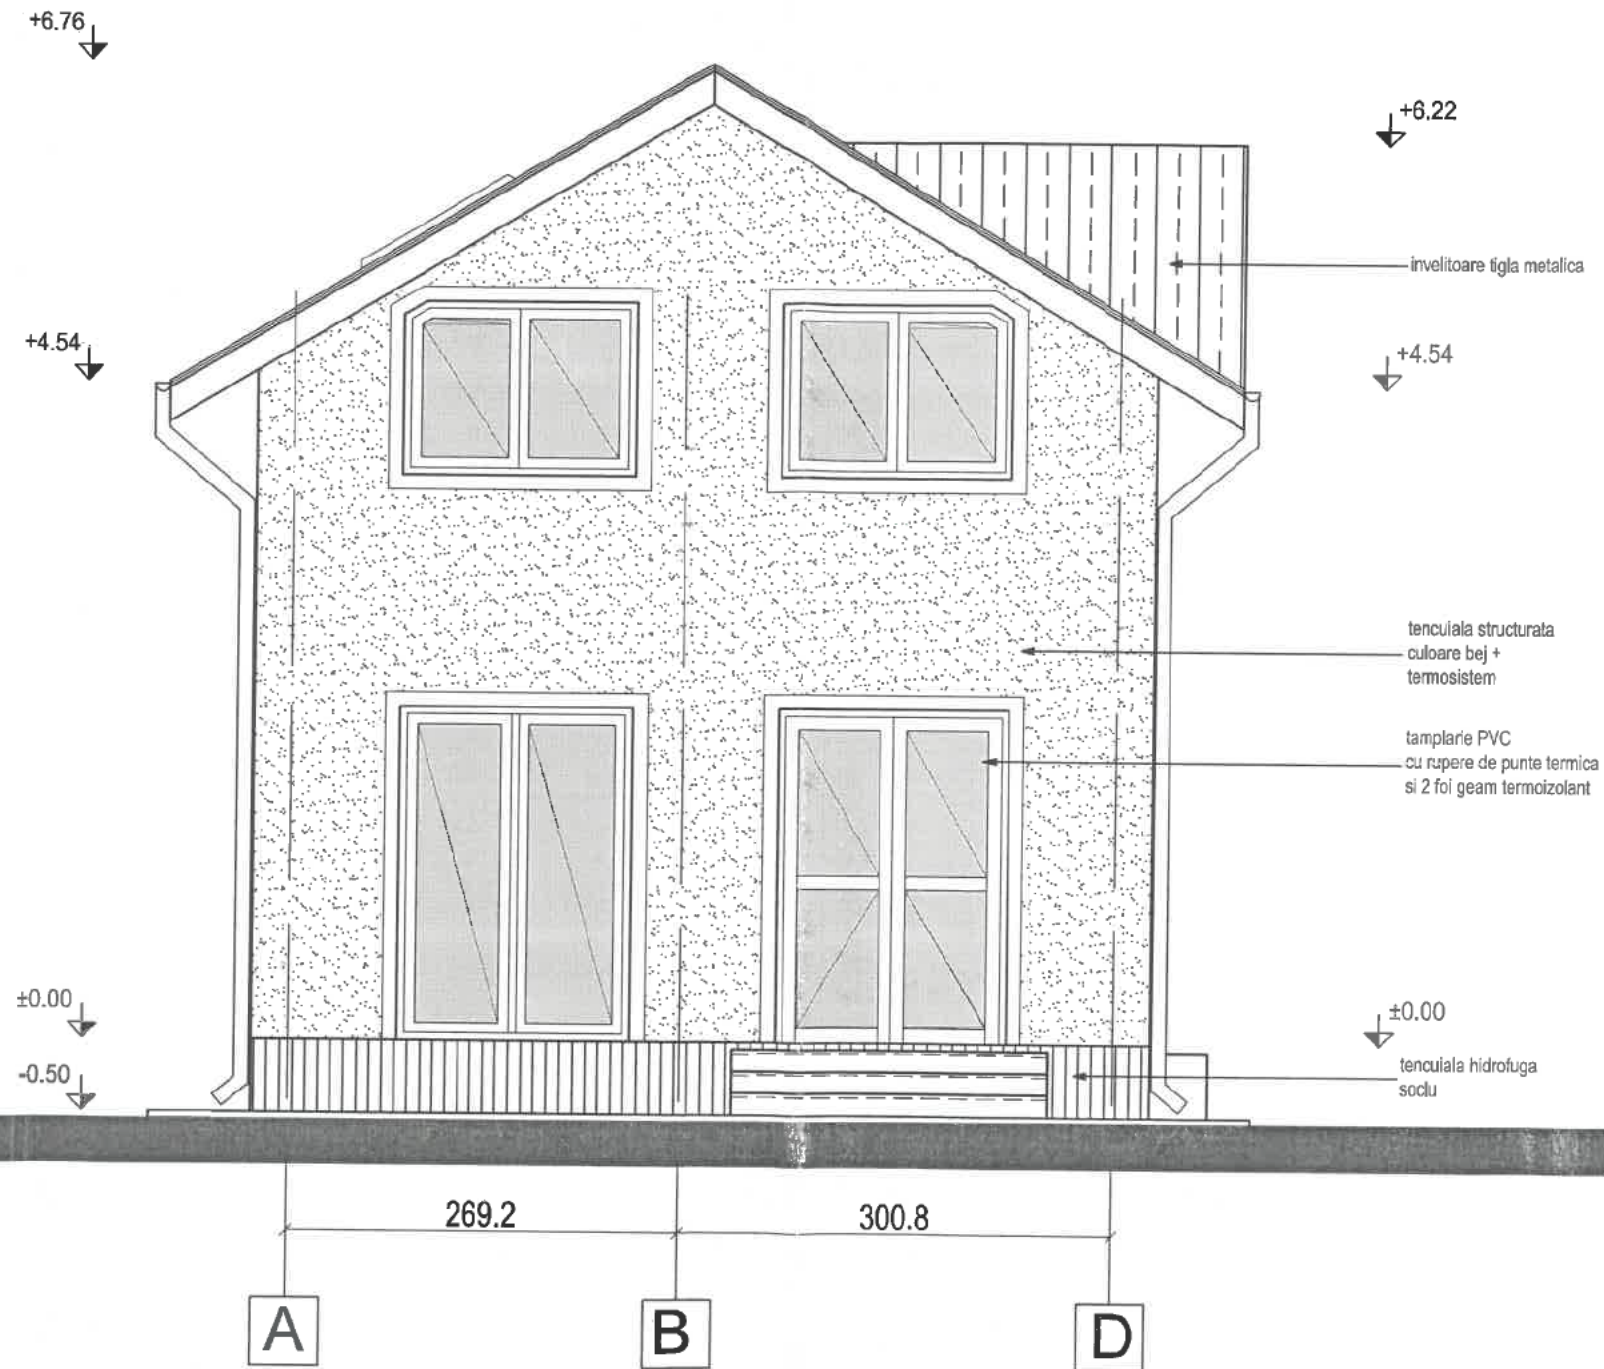 +6.76
+6.22
invelitoare tigla metalica
+4.54
+4.54
tencuiala structurata
culoare bej +
termosistem
tamplarie PVC
cu rupere de punte termica
si 2 foi geam termoizolant
±0.00
±0.00
-0.50
tencuiala hidrofuga
soclu
269.2
300.8
A
B
D